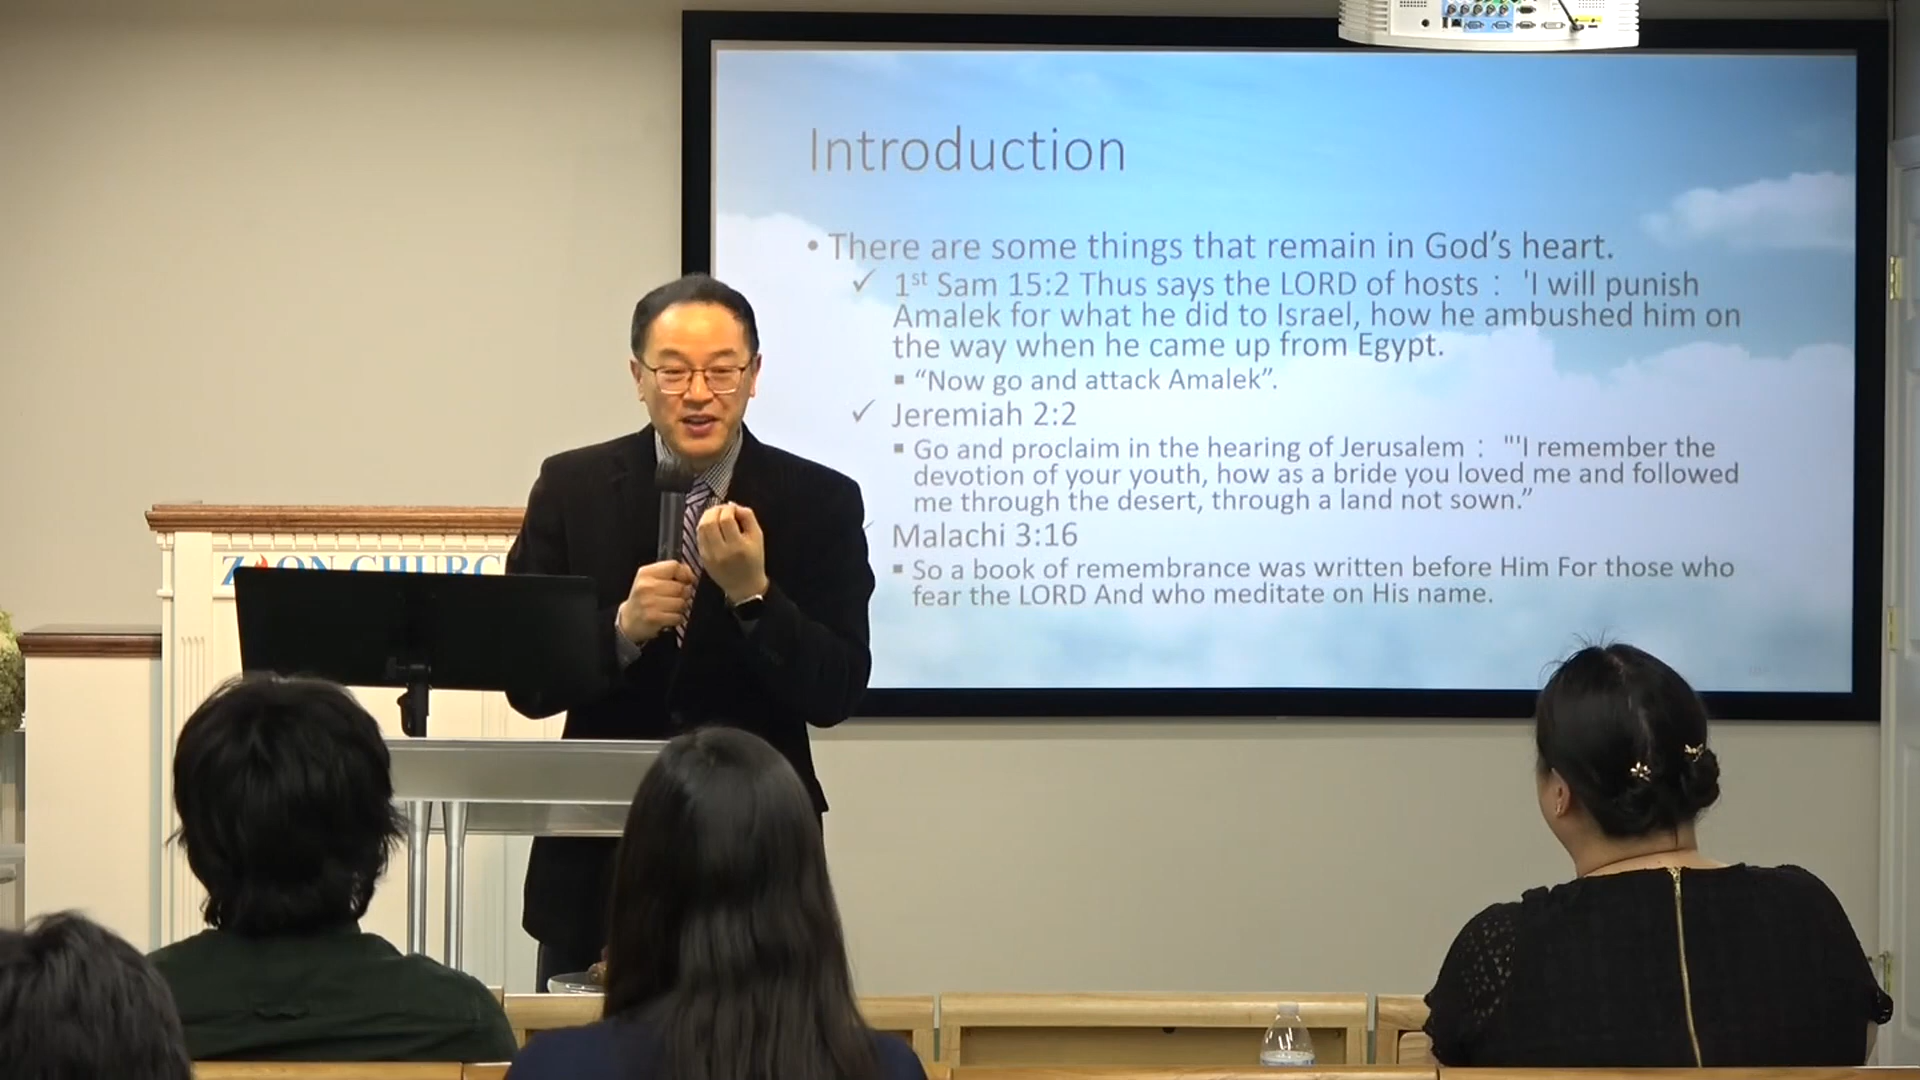 Introduction
• There are some things that remain in God’s heart.
✓ 1st Sam 15:2 Thus says the LORD of hosts： 'I will punish
Amalek for what he did to Israel, how he ambushed him on
the way when he came up from Egypt.
▪ “Now go and attack Amalek”.
✓ Jeremiah 2:2
▪ Go and proclaim in the hearing of Jerusalem： "'I remember the
devotion of your youth, how as a bride you loved me and followed
me through the desert, through a land not sown.”
✓ Malachi 3:16
▪ So a book of remembrance was written before Him For those who
fear the LORD And who meditate on His name.
ZION CHURC